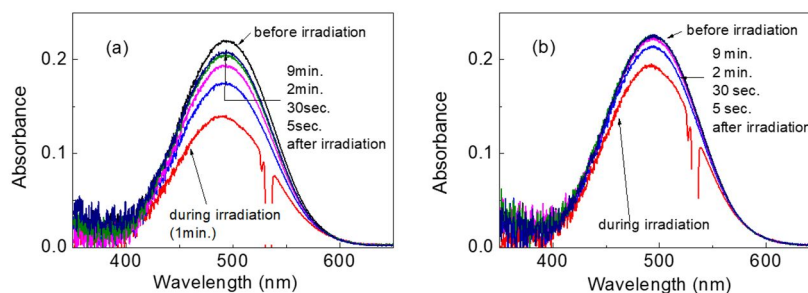 (a)
before irradiation
9min.
2min.
30sec.
5sec.
after irradiation
during irradiation
(1min.)
0.2
0.1
0.0
Absorbance
400
500
600
Wavelength (nm)
(b)
before irradiation
9 min.
2 min.
30 sec.
5 sec.
after irradiation
during irradiation
0.2
0.1
0.0
Absorbance
400
500
600
Wavelength (nm)